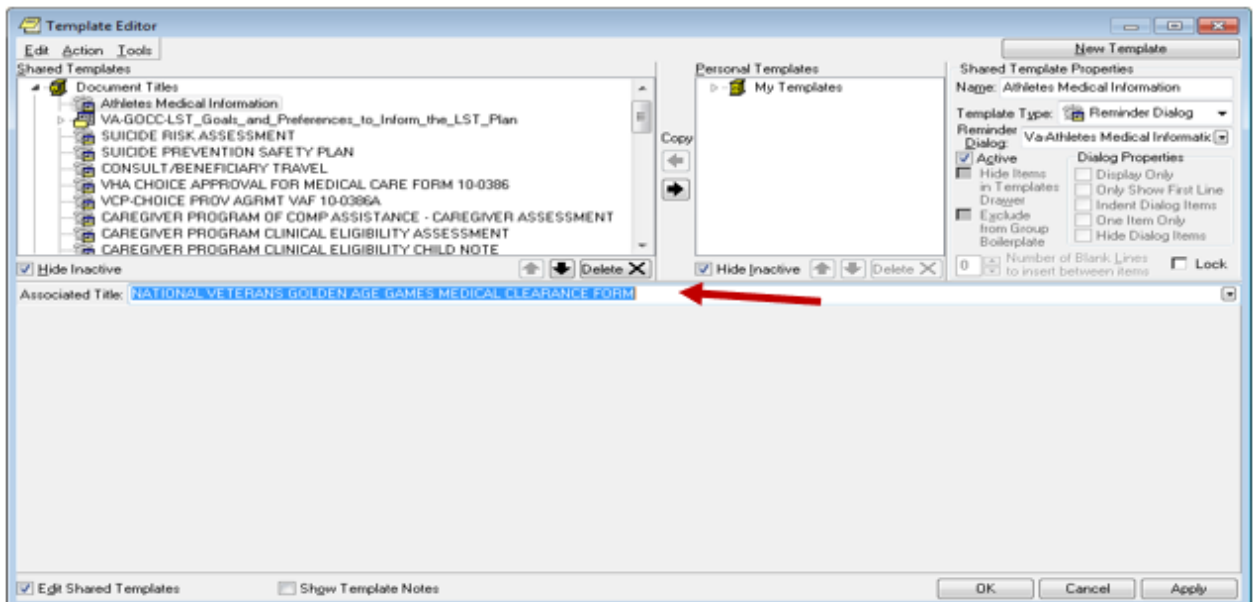 Template Editor
Edit Action Tools
New Template
Shared Templates
Document Titles
Athletes Medical Information
VA-GOCC-LST_Goals_and_Preferences_to_Inform_the_LST_Plan
SUICIDE RISK ASSESSMENT
SUICIDE PREVENTION SAFETY PLAN
CONSULT/BENEFICIARY TRAVEL
VHA CHOICE APPROVAL FOR MEDICAL CARE FORM 10-0386
VCP-CHOICE PROV AGRMT VAF 10-0386A
CAREGIVER PROGRAM OF COMP ASSISTANCE - CAREGIVER ASSESSMENT
CAREGIVER PROGRAM CLINICAL ELIGIBILITY ASSESSMENT
CAREGIVER PROGRAM CLINICAL ELIGIBILITY CHILD NOTE
Hide Inactive
Delete
Copy
Personal Templates
My Templates
Hide Inactive
Delete
Shared Template Properties
Name: Athletes Medical Information
Template Type: Reminder Dialog
Reminder Dialog: Va-Athletes Medical Informatic
Active
Hide Items
in Templates
Drawer
Exclude
from Group
Boilerplate
Dialog Properties
Display Only
Only Show First Line
Indent Dialog Items
One Item Only
Hide Dialog Items
0 Number of Blank Lines
to insert between items
Lock
Associated Title: NATIONAL VETERANS GOLDEN AGE GAMES MEDICAL CLEARANCE FORM
Edit Shared Templates
Show Template Notes
OK
Cancel
Apply